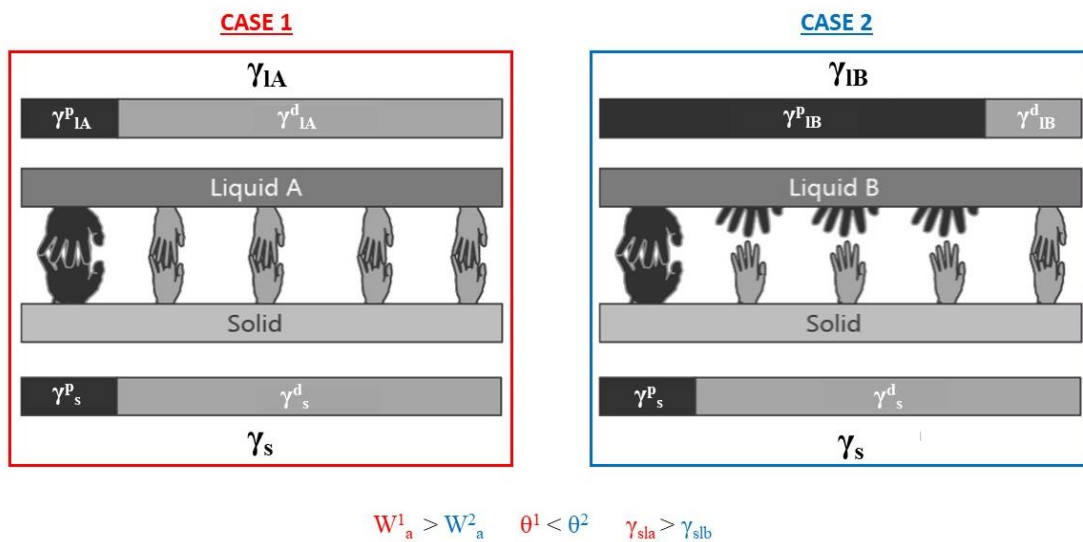 CASE 1 CASE 2
γlA γlB
γᵖlA γᵈlA γᵖlB γᵈlB
Liquid A Liquid B
Solid Solid
γᵖs γᵈs γᵖs γᵈs
γs γs
W¹a > W²a θ¹ < θ² γsla > γslb